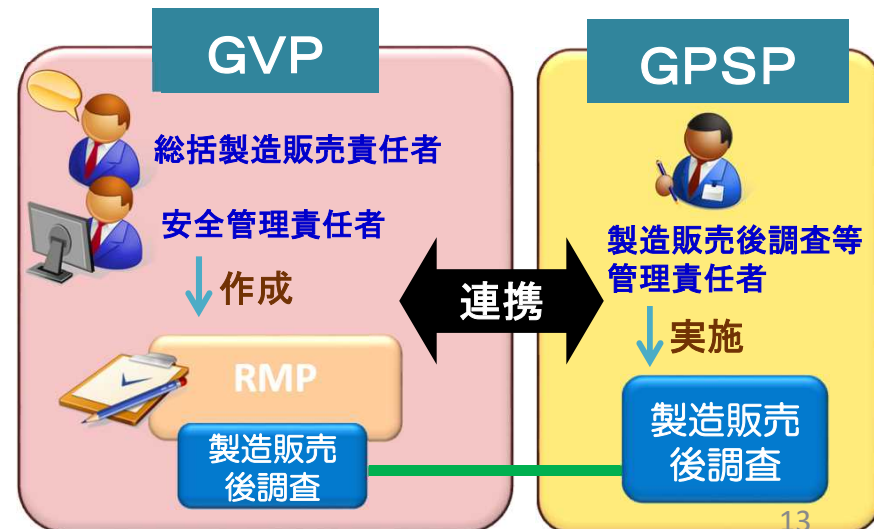 GVP
総括製造販売責任者
安全管理責任者
作成
RMP
製造販売
後調査
連携
GPSP
製造販売後調査等
管理責任者
実施
製造販売
後調査
13